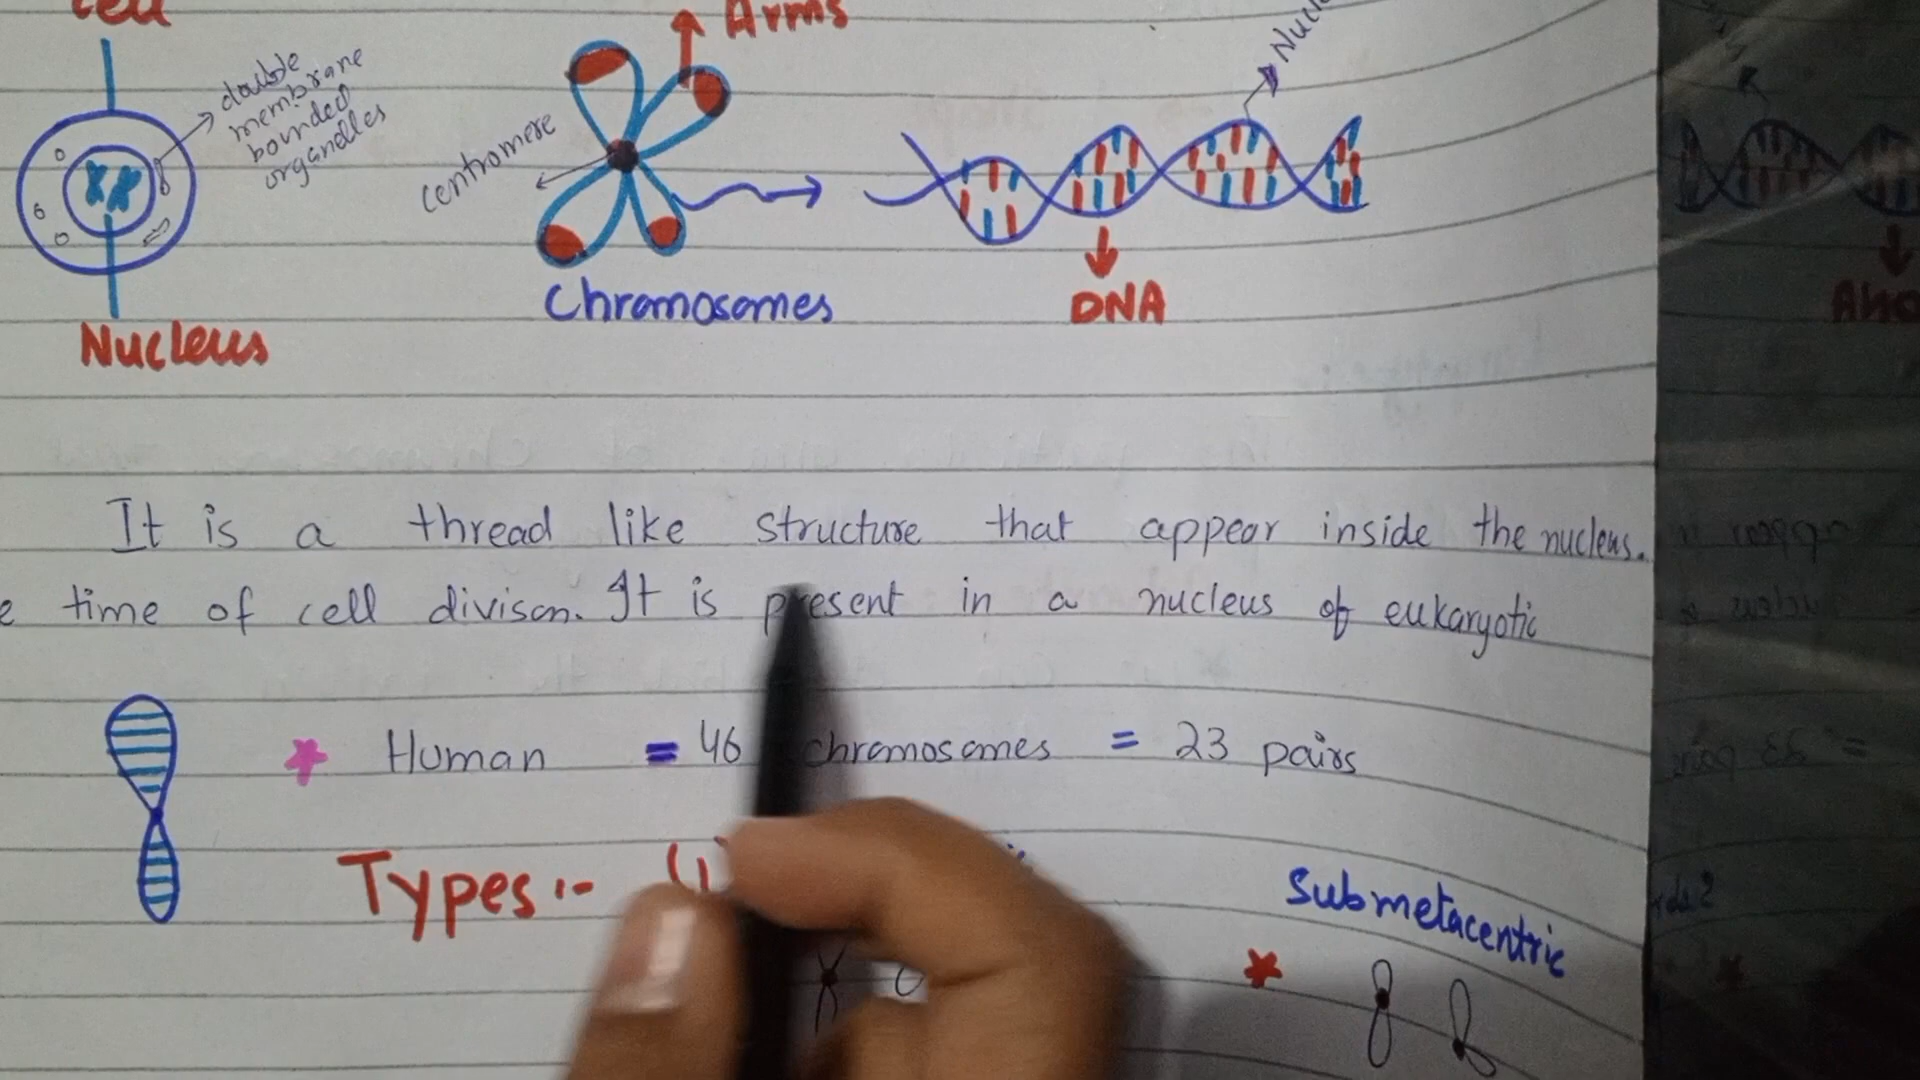 Cell
Arms
double
membrane
bounded
organelles
centromere
Nucleus
Chromosomes
DNA
It is a thread like structure that appear inside the nucleus.
time of cell divison. It is present in a nucleus of eukaryotic
Human = 46 chromosomes = 23 pairs
Types :-
Submetacentric